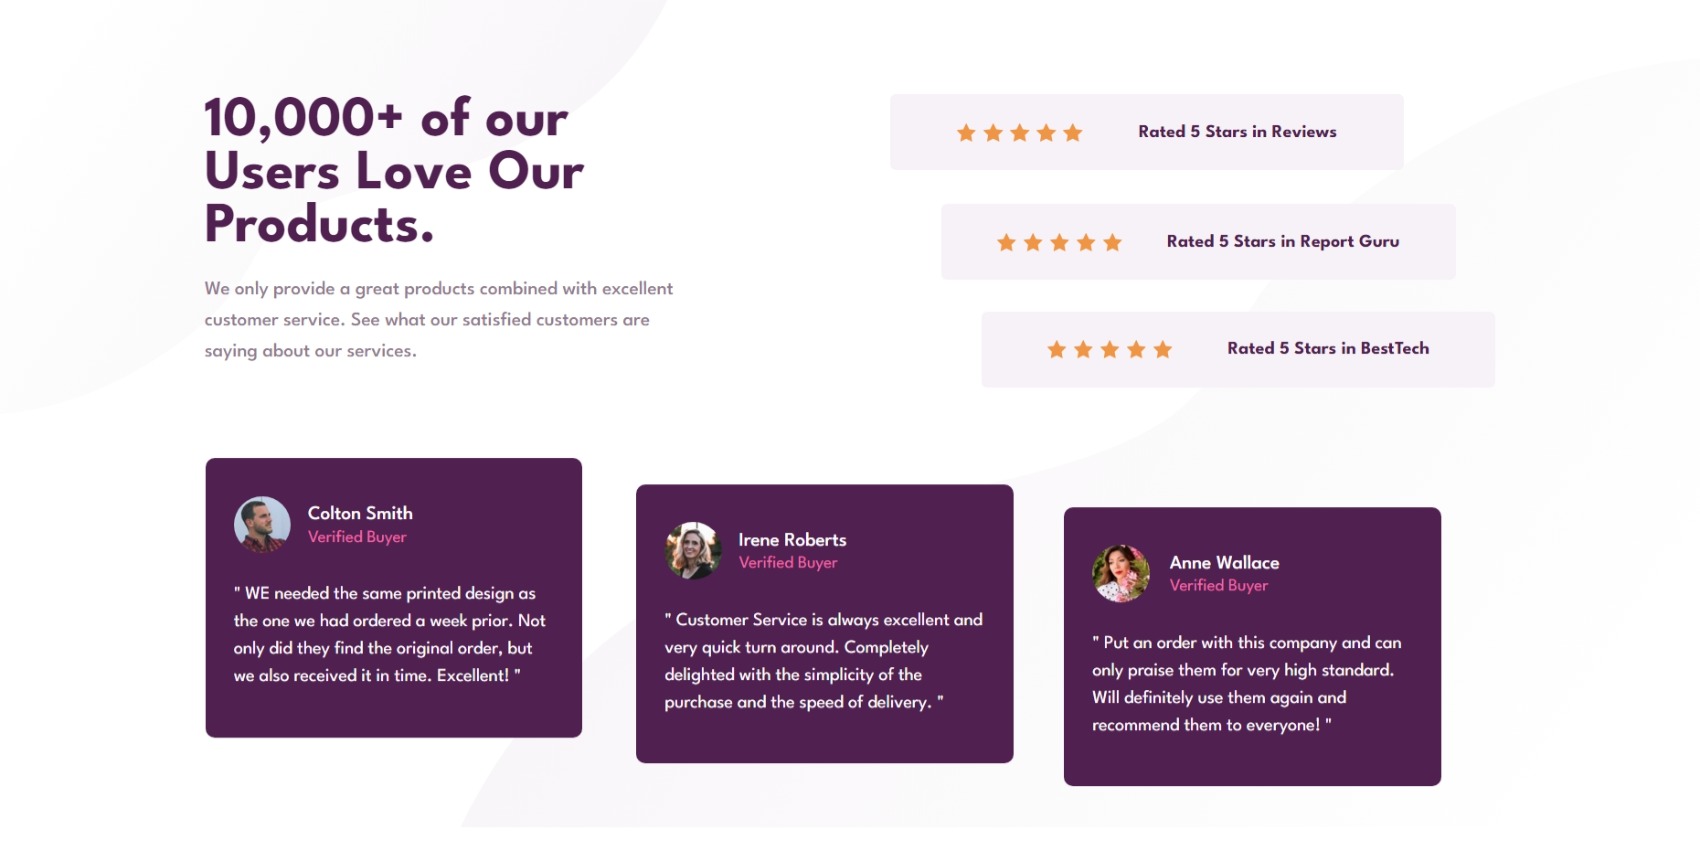 10,000+ of our
Users Love Our
Products.
We only provide a great products combined with excellent
customer service. See what our satisfied customers are
saying about our services.
Rated 5 Stars in Reviews
Rated 5 Stars in Report Guru
Rated 5 Stars in BestTech
Colton Smith
Verified Buyer
" WE needed the same printed design as
the one we had ordered a week prior. Not
only did they find the original order, but
we also received it in time. Excellent! "
Irene Roberts
Verified Buyer
" Customer Service is always excellent and
very quick turn around. Completely
delighted with the simplicity of the
purchase and the speed of delivery. "
Anne Wallace
Verified Buyer
" Put an order with this company and can
only praise them for very high standard.
Will definitely use them again and
recommend them to everyone! "